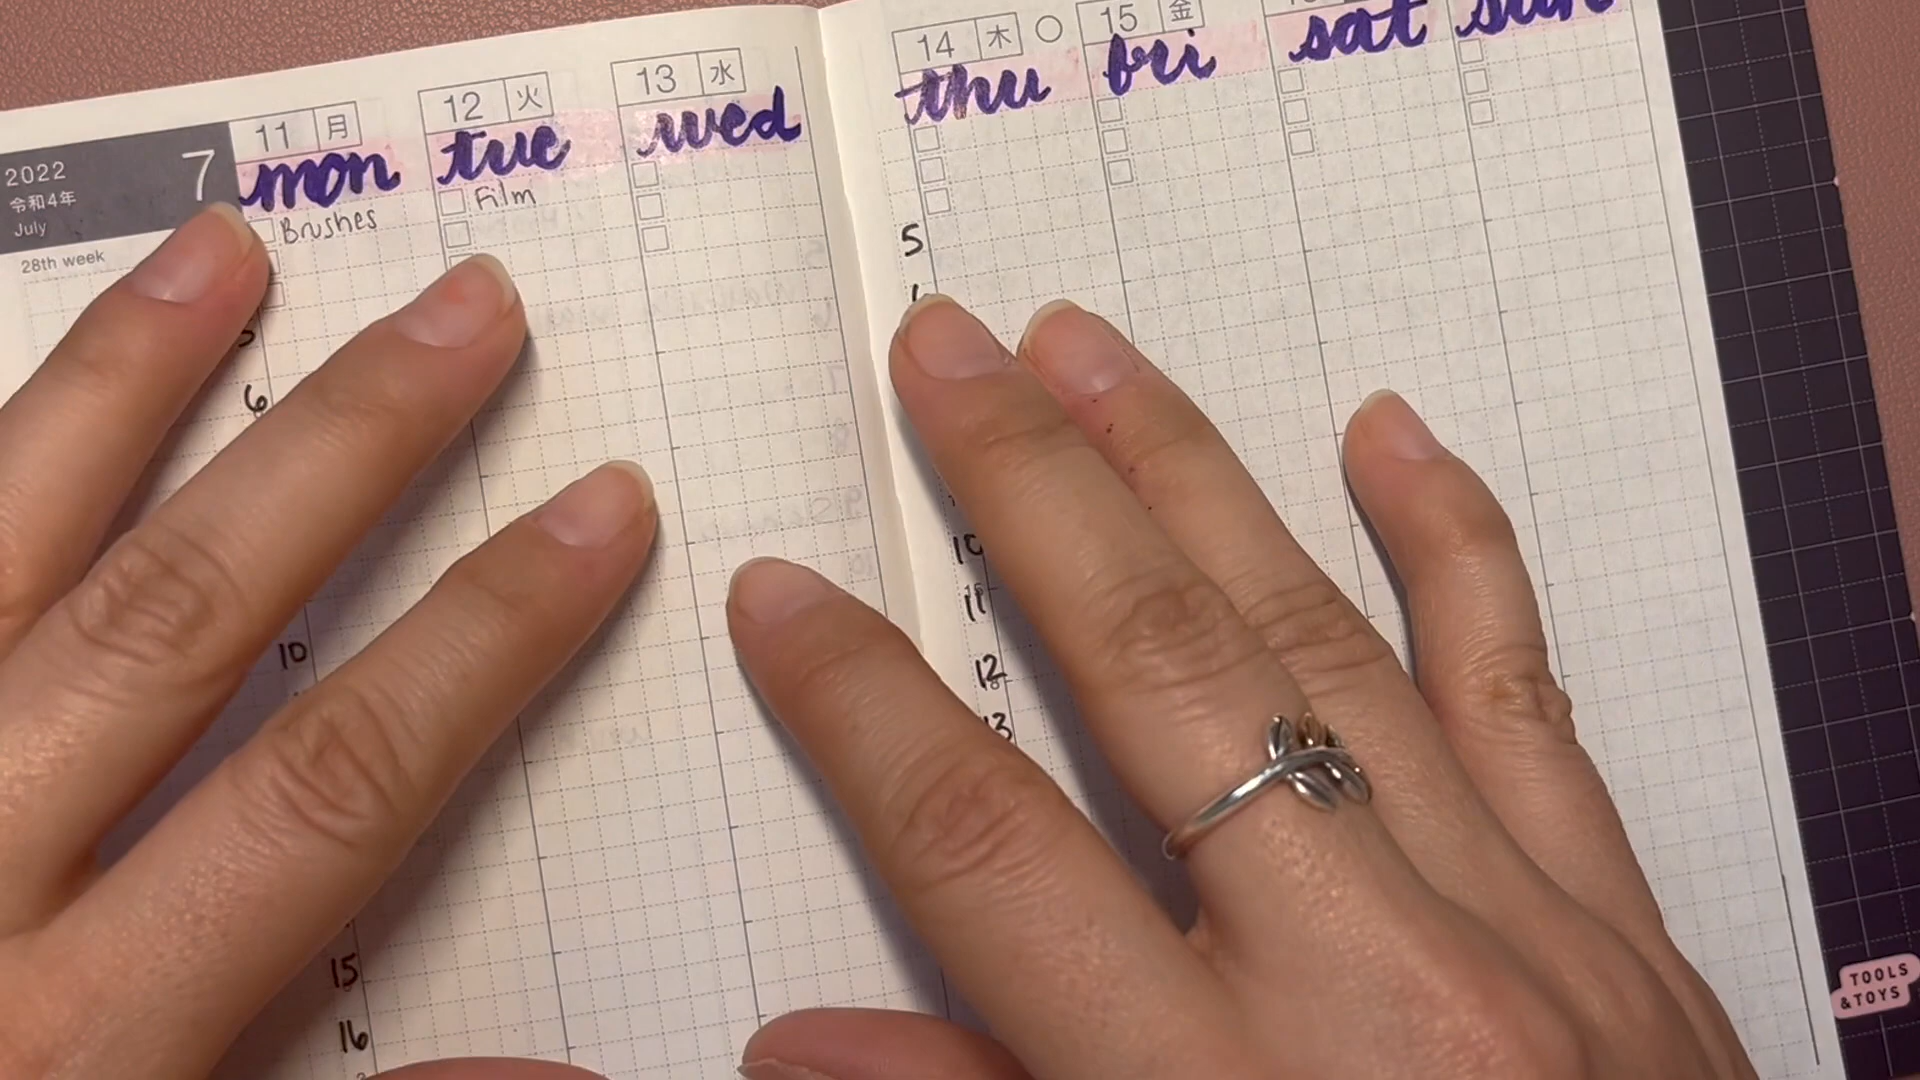 2022
令和4年
July
7
28th week
11 月
mon
Brushes
12 火
tue
Film
13 水
wed
6
10
15
16
14 木
thu
15 金
fri
sat
sun
5
10
11
12
13
TOOLS
&TOYS